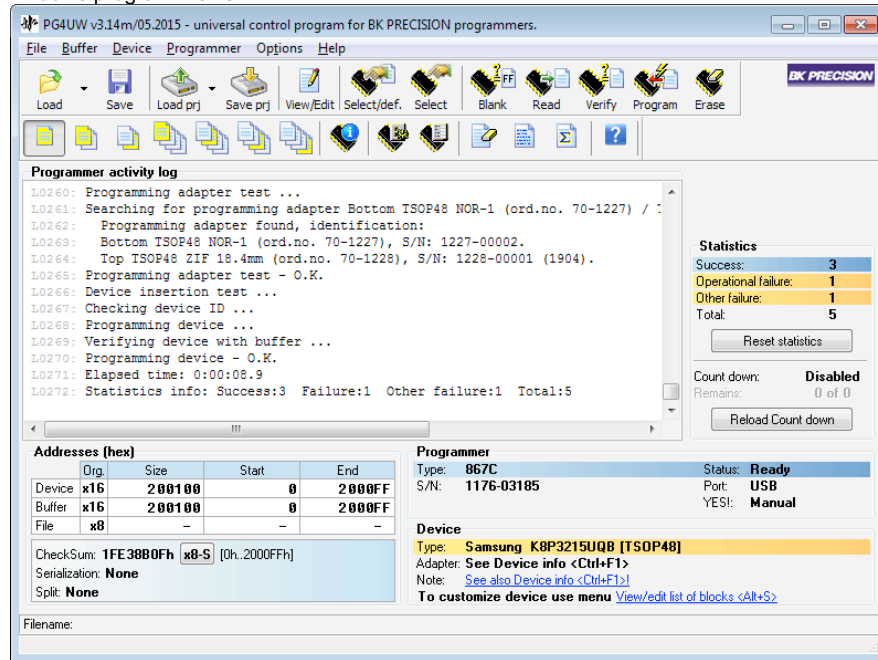 PG4UW v3.14m/05.2015 - universal control program for BK PRECISION programmers.
File Buffer Device Programmer Options Help
Load Save Load prj Save prj View/Edit Select/def. Select Blank Read Verify Program Erase
BK PRECISION
Programmer activity log
L0260: Programming adapter test ...
L0261: Searching for programming adapter Bottom TSOP48 NOR-1 (ord.no. 70-1227) /
L0262: Programming adapter found, identification:
L0263: Bottom TSOP48 NOR-1 (ord.no. 70-1227), S/N: 1227-00002.
L0264: Top TSOP48 ZIF 18.4mm (ord.no. 70-1228), S/N: 1228-00001 (1904).
L0265: Programming adapter test - O.K.
L0266: Device insertion test ...
L0267: Checking device ID ...
L0268: Programming device ...
L0269: Verifying device with buffer ...
L0270: Programming device - O.K.
L0271: Elapsed time: 0:00:08.9
L0272: Statistics info: Success:3 Failure:1 Other failure:1 Total:5
Statistics
Success: 3
Operational failure: 1
Other failure: 1
Total: 5
Reset statistics
Count down: Disabled
Remains: 0 of 0
Reload Count down
Addresses (hex)
Org. Size Start End
Device x16 200100 0 2000FF
Buffer x16 200100 0 2000FF
File x8 - - -
CheckSum: 1FE38B0Fh x8-S [0h..2000FFh]
Serialization: None
Split: None
Programmer
Type: 867C Status: Ready
S/N: 1176-03185 Port: USB
YES!: Manual
Device
Type: Samsung K8P3215UQB [TSOP48]
Adapter: See Device info <Ctrl+F1>
Note: See also Device info <Ctrl+F1>!
To customize device use menu View/edit list of blocks <Alt+S>
Filename: